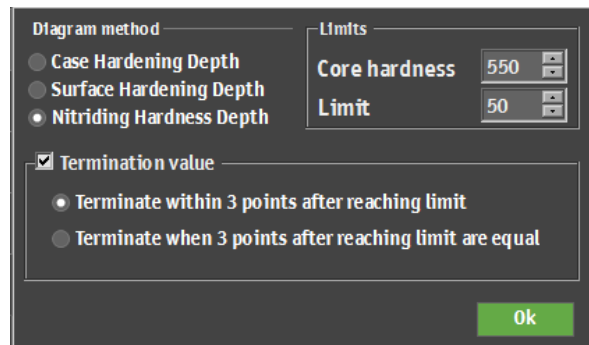 Diagram method
Case Hardening Depth
Surface Hardening Depth
Nitriding Hardness Depth
Limits
Core hardness 550
Limit 50
Termination value
Terminate within 3 points after reaching limit
Terminate when 3 points after reaching limit are equal
Ok